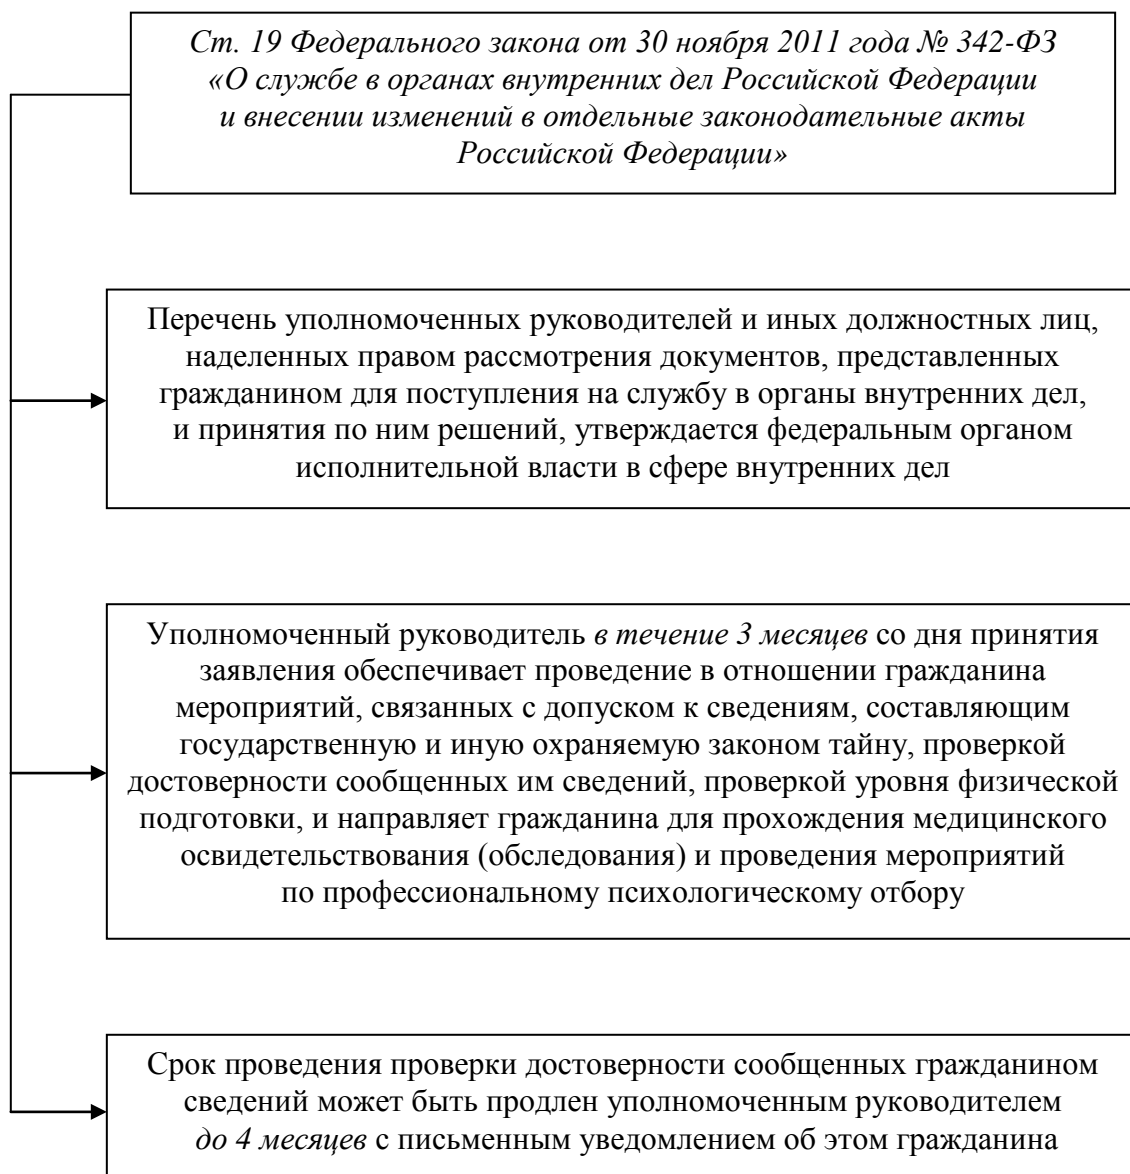 Ст. 19 Федерального закона от 30 ноября 2011 года № 342-ФЗ
«О службе в органах внутренних дел Российской Федерации
и внесении изменений в отдельные законодательные акты
Российской Федерации»
Перечень уполномоченных руководителей и иных должностных лиц,
наделенных правом рассмотрения документов, представленных
гражданином для поступления на службу в органы внутренних дел,
и принятия по ним решений, утверждается федеральным органом
исполнительной власти в сфере внутренних дел
Уполномоченный руководитель в течение 3 месяцев со дня принятия
заявления обеспечивает проведение в отношении гражданина
мероприятий, связанных с допуском к сведениям, составляющим
государственную и иную охраняемую законом тайну, проверкой
достоверности сообщенных им сведений, проверкой уровня физической
подготовки, и направляет гражданина для прохождения медицинского
освидетельствования (обследования) и проведения мероприятий
по профессиональному психологическому отбору
Срок проведения проверки достоверности сообщенных гражданином
сведений может быть продлен уполномоченным руководителем
до 4 месяцев с письменным уведомлением об этом гражданина